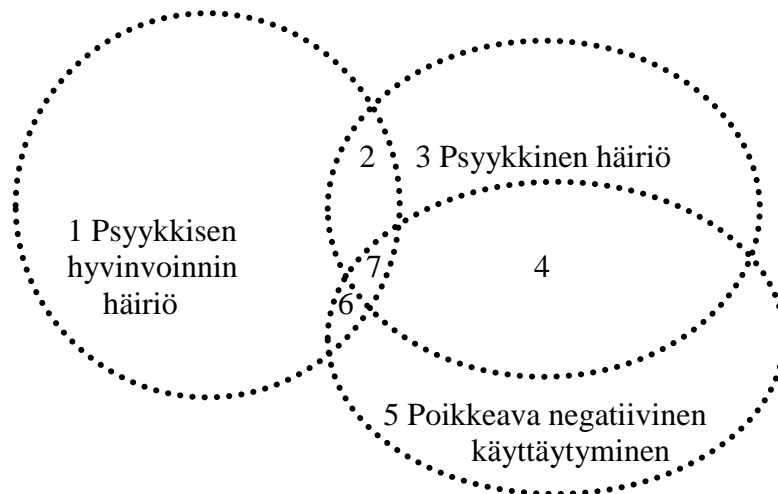 2
3 Psyykkinen häiriö
1 Psyykkisen
hyvinvoinnin
häiriö
7
4
6
5 Poikkeava negatiivinen
käyttäytyminen